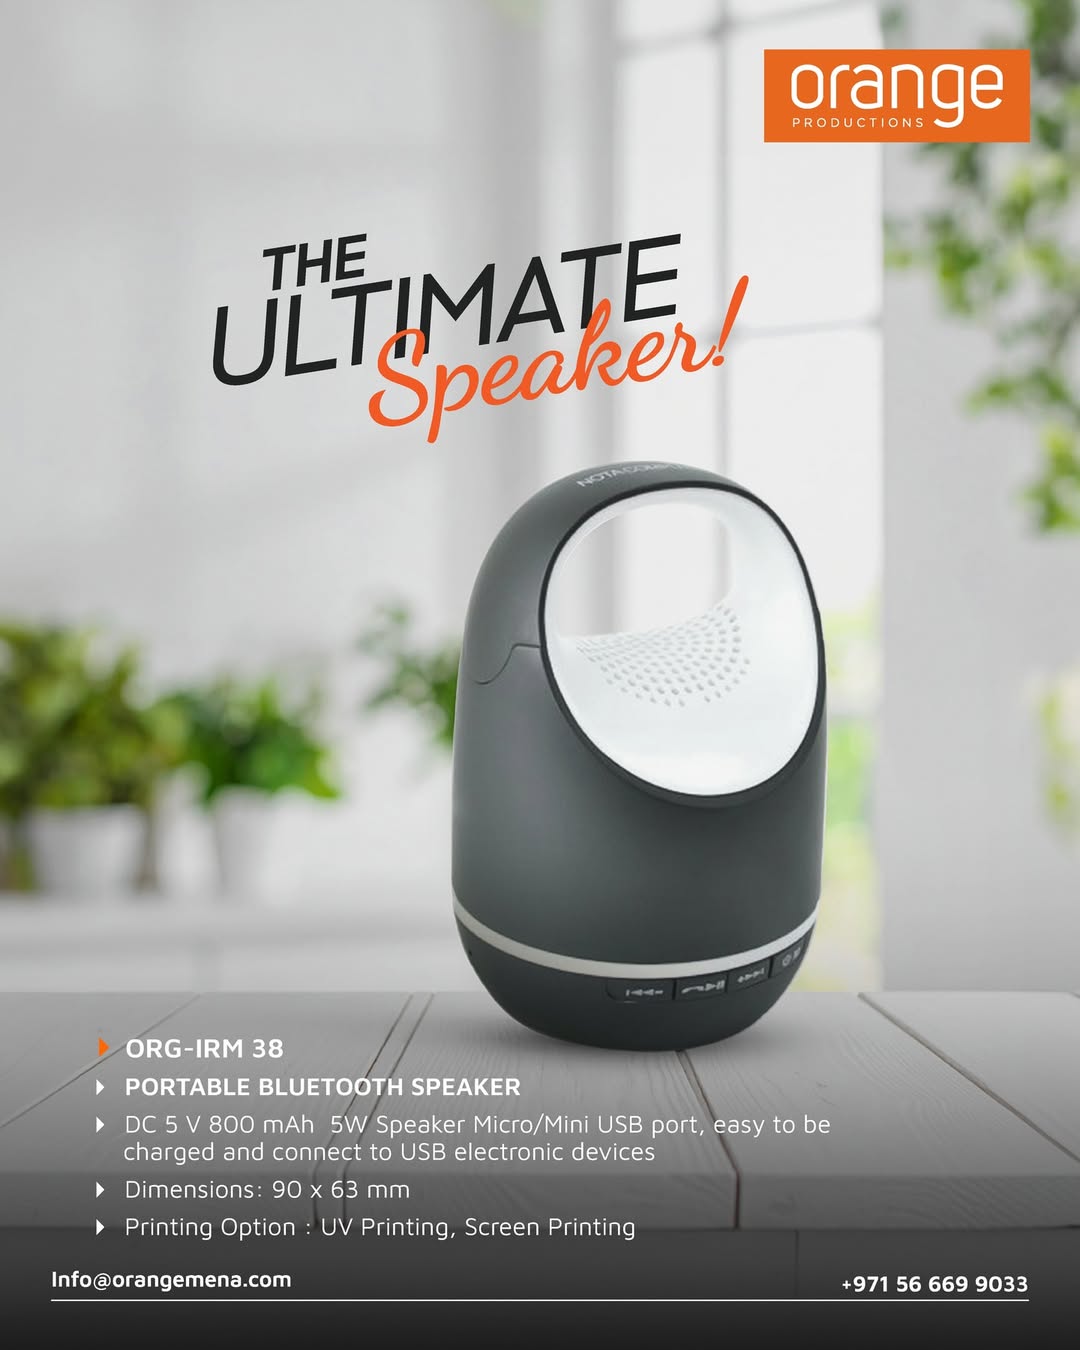 orange
PRODUCTIONS
THE
ULTIMATE
Speaker!
ORG-IRM 38
PORTABLE BLUETOOTH SPEAKER
DC 5 V 800 mAh  5W Speaker Micro/Mini USB port, easy to be
charged and connect to USB electronic devices
Dimensions: 90 x 63 mm
Printing Option : UV Printing, Screen Printing
Info@orangemena.com
+971 56 669 9033